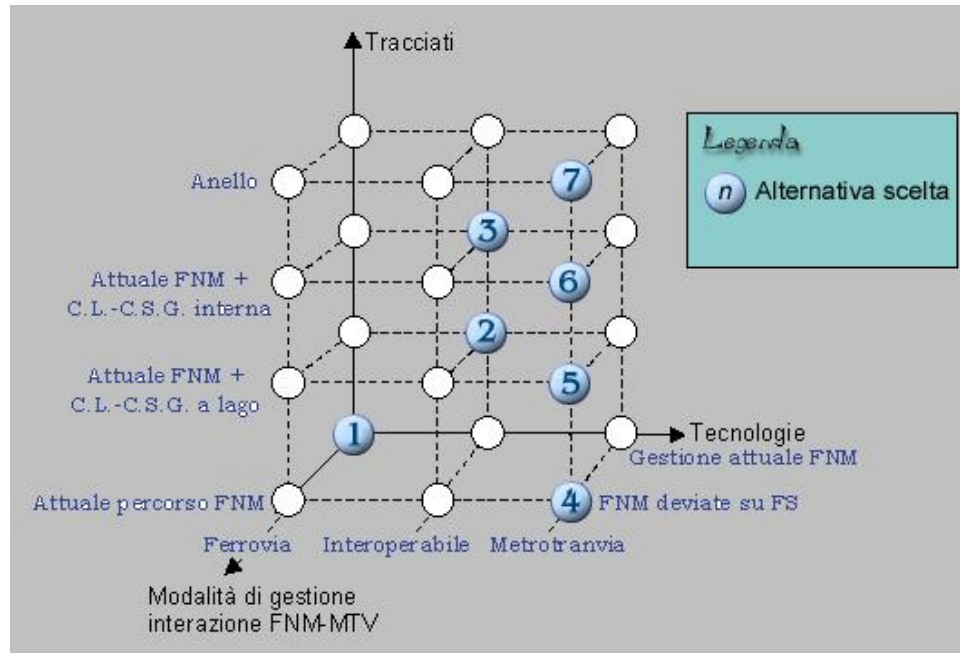 Tracciati
Legenda
n Alternativa scelta
Anello
7
3
Attuale FNM +
C.L.-C.S.G. interna
6
2
Attuale FNM +
C.L.-C.S.G. a lago
5
1
Tecnologie
Gestione attuale FNM
Attuale percorso FNM
4
FNM deviate su FS
Ferrovia
Interoperabile
Metrotranvia
Modalità di gestione
interazione FNM-MTV